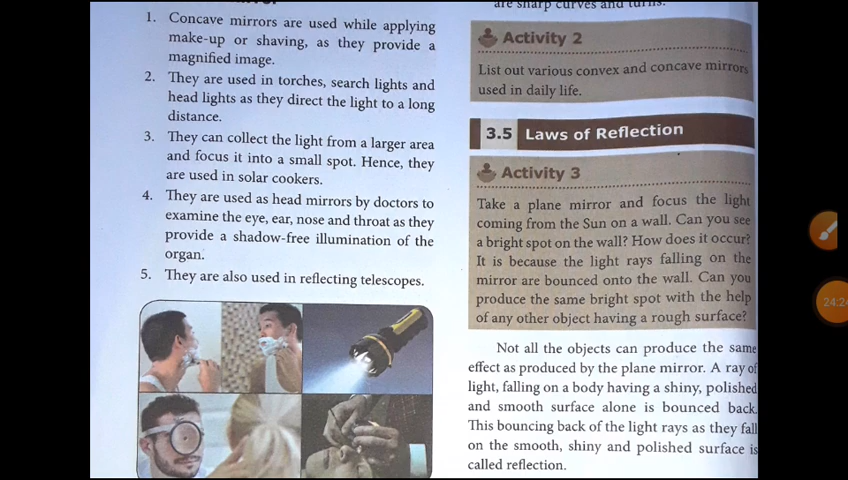 1. Concave mirrors are used while applying
make-up or shaving, as they provide a
magnified image.
2. They are used in torches, search lights and
head lights as they direct the light to a long
distance.
3. They can collect the light from a larger area
and focus it into a small spot. Hence, they
are used in solar cookers.
4. They are used as head mirrors by doctors to
examine the eye, ear, nose and throat as they
provide a shadow-free illumination of the
organ.
5. They are also used in reflecting telescopes.
are sharp curves and turns.
Activity 2
List out various convex and concave mirrors
used in daily life.
3.5 Laws of Reflection
Activity 3
Take a plane mirror and focus the light
coming from the Sun on a wall. Can you see
a bright spot on the wall? How does it occur?
It is because the light rays falling on the
mirror are bounced onto the wall. Can you
produce the same bright spot with the help
of any other object having a rough surface?
Not all the objects can produce the same
effect as produced by the plane mirror. A ray of
light, falling on a body having a shiny, polished
and smooth surface alone is bounced back.
This bouncing back of the light rays as they fall
on the smooth, shiny and polished surface is
called reflection.